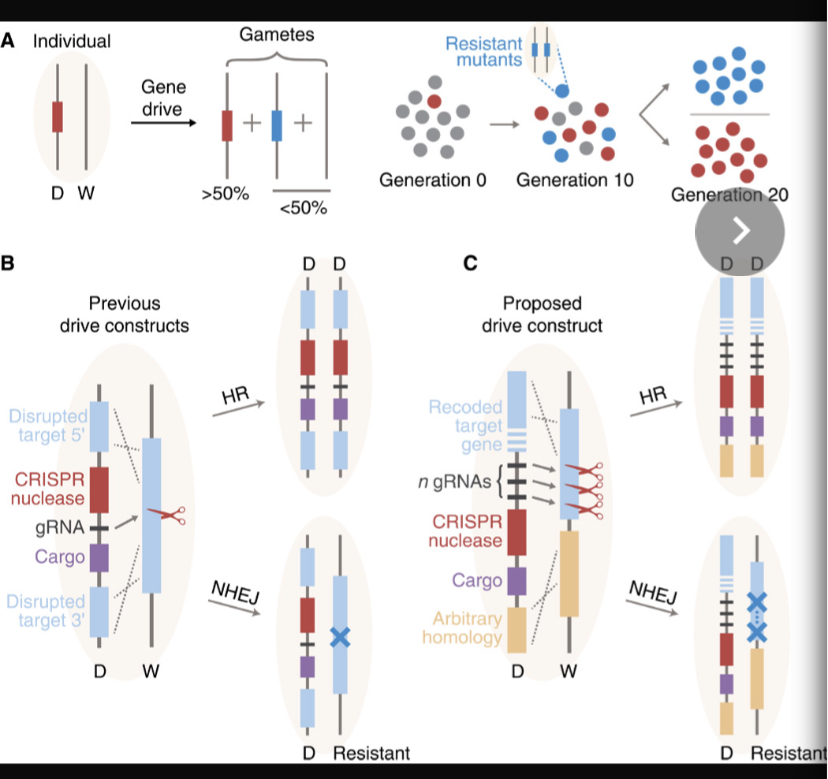 A
Individual
D W
Gene
drive
Gametes
+ +
>50%
<50%
Resistant
mutants
Generation 0
Generation 10
Generation 20
B
Previous
drive constructs
Disrupted
target 5'
CRISPR
nuclease
gRNA
Cargo
Disrupted
target 3'
D W
HR
D D
NHEJ
D Resistant
C
Proposed
drive construct
Recoded
target
gene
n gRNAs
CRISPR
nuclease
Cargo
Arbitrary
homology
D W
HR
D D
NHEJ
D Resistant